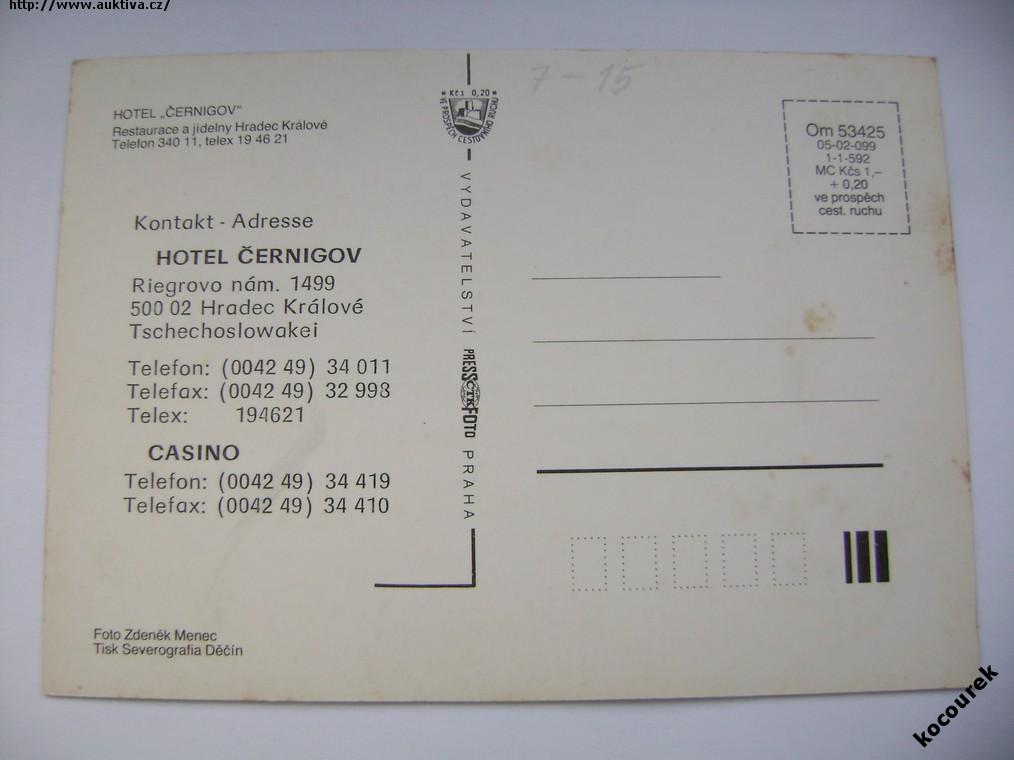 http://www.auktiva.cz/
7 - 15
HOTEL „ČERNIGOV"
Restaurace a jídelny Hradec Králové
Telefon 340 11, telex 19 46 21
Kontakt - Adresse
HOTEL ČERNIGOV
Riegrovo nám. 1499
500 02 Hradec Králové
Tschechoslowakei
Telefon: (0042 49) 34 011
Telefax: (0042 49) 32 998
Telex: 194621
CASINO
Telefon: (0042 49) 34 419
Telefax: (0042 49) 34 410
Foto Zdeněk Menec
Tisk Severografia Děčín
* Kčs 0,20 *
VE PROSPĚCH CESTOVNÍHO RUCHU
VYDAVATELSTVÍ PRESSFOTO PRAHA
ČTK
Om 53425
05-02-099
1-1-592
MC Kčs 1,–
+ 0,20
ve prospěch
cest. ruchu
kocourek